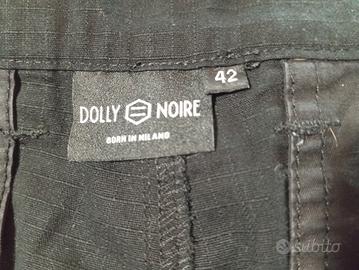 42
DOLLY NOIRE
BORN IN MILANO
subito